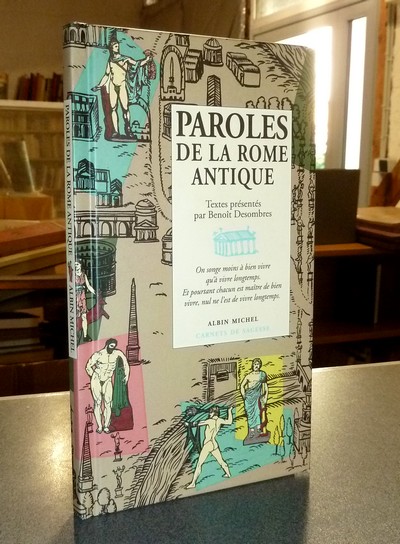 PAROLES
DE LA ROME
ANTIQUE
Textes présentés
par Benoît Desombres
On songe moins à bien vivre
qu'à vivre longtemps.
Et pourtant chacun est maître de bien
vivre, nul ne l'est de vivre longtemps.
ALBIN MICHEL
CARNETS DE SAGESSE
PAROLES DE LA ROME ANTIQUE
ALBIN MICHEL